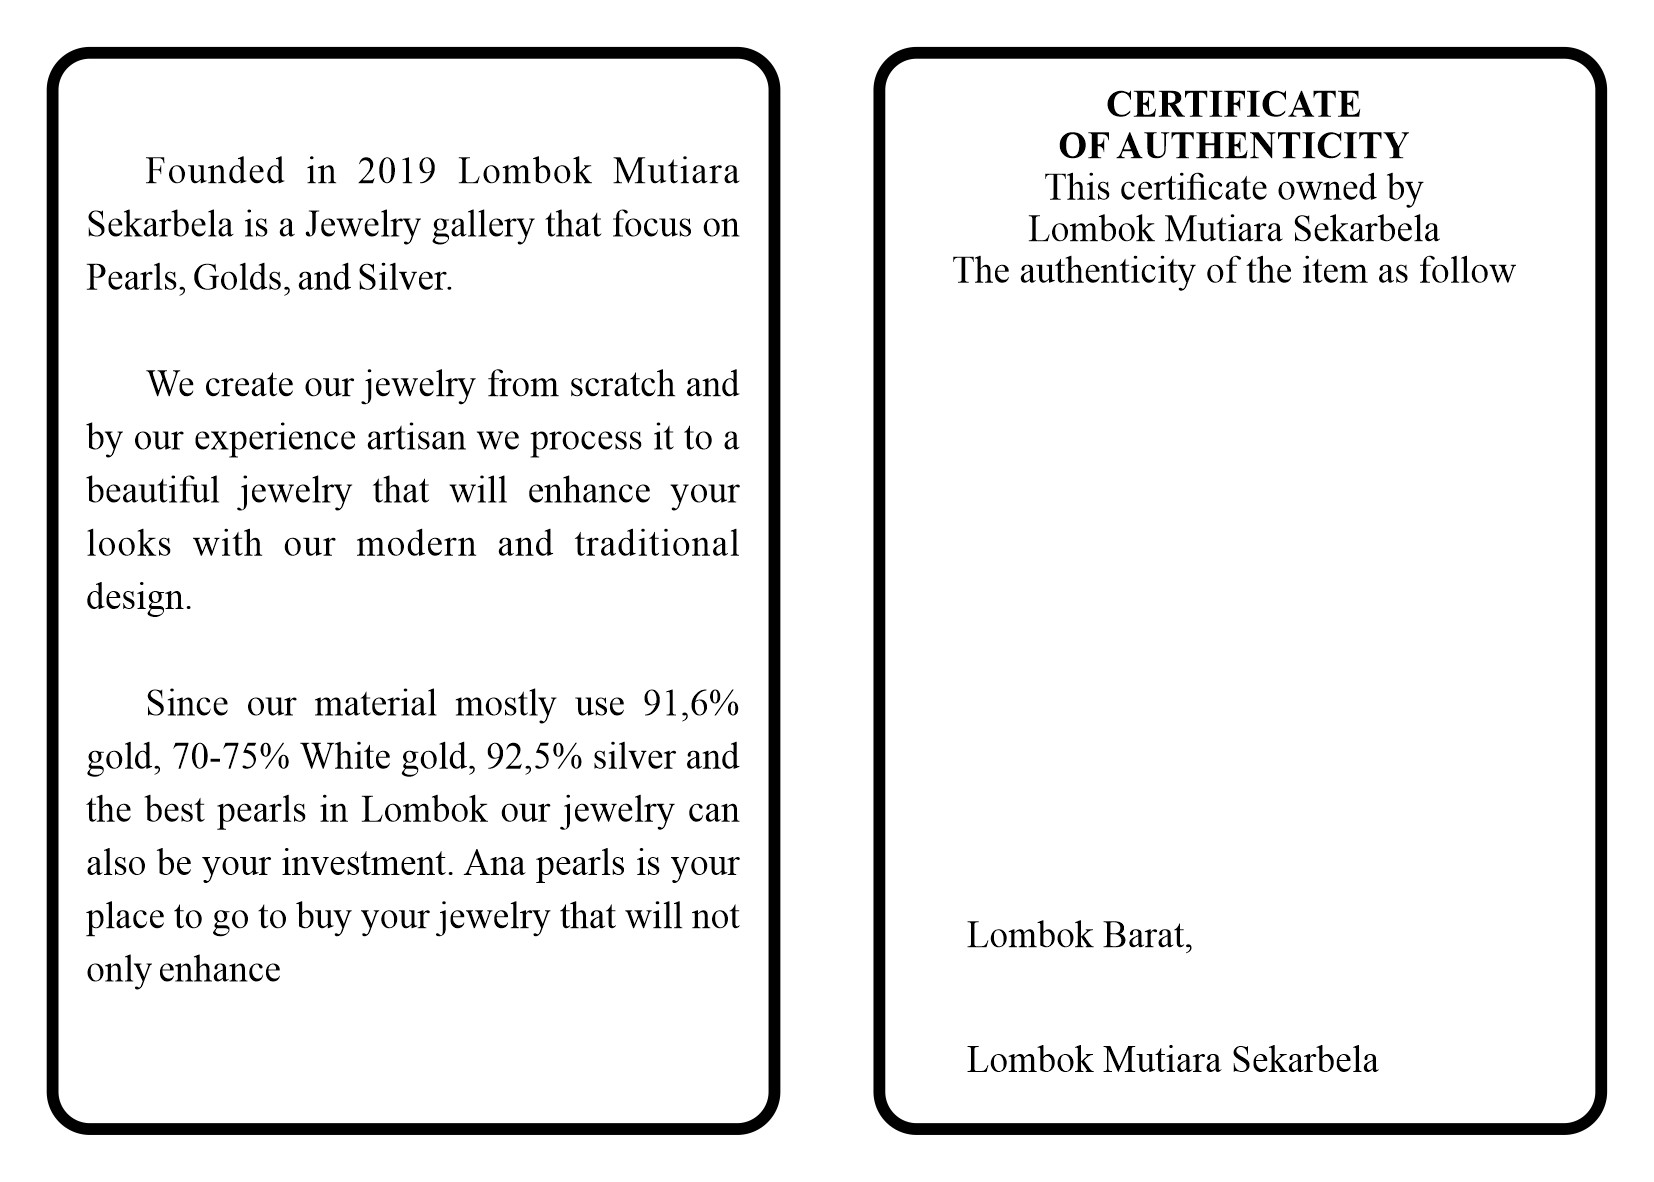 Founded in 2019 Lombok Mutiara
Sekarbela is a Jewelry gallery that focus on
Pearls, Golds, and Silver.
We create our jewelry from scratch and
by our experience artisan we process it to a
beautiful jewelry that will enhance your
looks with our modern and traditional
design.
Since our material mostly use 91,6%
gold, 70-75% White gold, 92,5% silver and
the best pearls in Lombok our jewelry can
also be your investment. Ana pearls is your
place to go to buy your jewelry that will not
only enhance
CERTIFICATE
OF AUTHENTICITY
This certificate owned by
Lombok Mutiara Sekarbela
The authenticity of the item as follow
Lombok Barat,
Lombok Mutiara Sekarbela